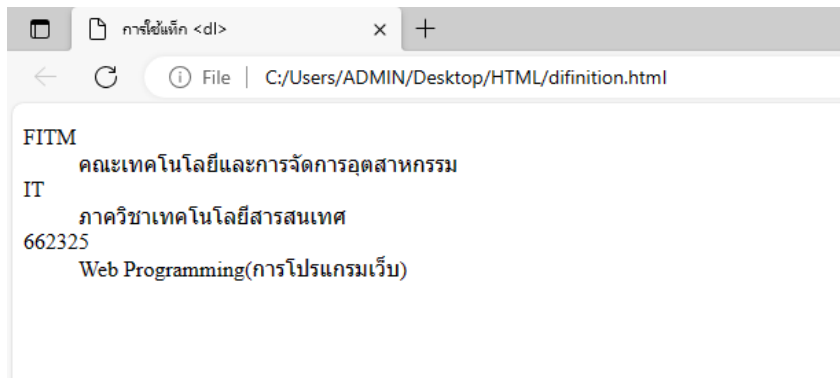 การใช้แท็ก <dl>
File C:/Users/ADMIN/Desktop/HTML/difinition.html
FITM
คณะเทคโนโลยีและการจัดการอุตสาหกรรม
IT
ภาควิชาเทคโนโลยีสารสนเทศ
662325
Web Programming(การโปรแกรมเว็บ)